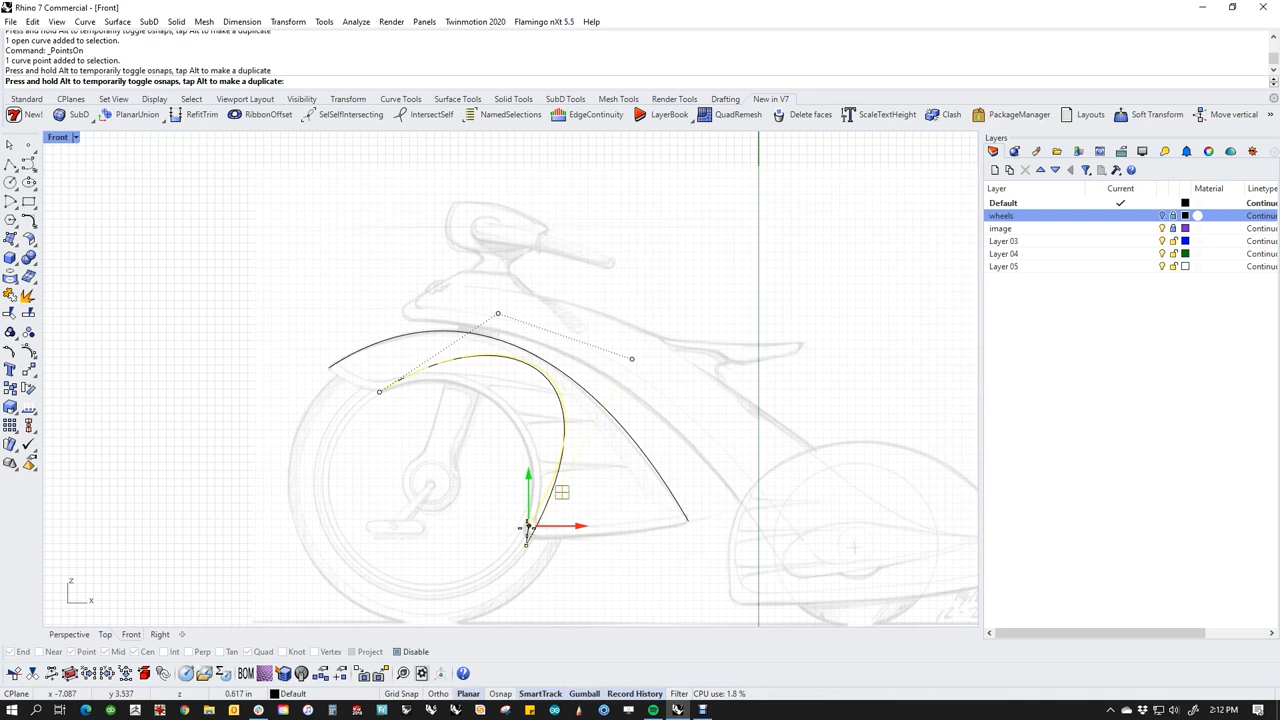 Rhino 7 Commercial - [Front]
File Edit View Curve Surface SubD Solid Mesh Dimension Transform Tools Analyze Render Panels Twinmotion 2020 Flamingo nXt 5.5 Help
Press and hold Alt to temporarily toggle osnaps, tap Alt to make a duplicate
1 open curve added to selection.
Command: _PointsOn
1 curve point added to selection.
Press and hold Alt to temporarily toggle osnaps, tap Alt to make a duplicate
Press and hold Alt to temporarily toggle osnaps, tap Alt to make a duplicate:
Standard CPlanes Set View Display Select Viewport Layout Visibility Transform Curve Tools Surface Tools Solid Tools SubD Tools Mesh Tools Render Tools Drafting New in V7
New! SubD PlanarUnion RefitTrim RibbonOffset SelSelfIntersecting IntersectSelf NamedSelections EdgeContinuity LayerBook QuadRemesh Delete faces ScaleTextHeight Clash PackageManager Layouts Soft Transform Move vertical »
Front
Layers
Layer Current Material Linetype
Default Continuc
wheels Continuc
image Continuc
Layer 03 Continuc
Layer 04 Continuc
Layer 05 Continuc
z
x
Perspective Top Front Right
End Near Point Mid Cen Int Perp Tan Quad Knot Vertex Project Disable
BOM
CPlane x -7.087 y 3.537 z 0.617 in Default Grid Snap Ortho Planar Osnap SmartTrack Gumball Record History Filter CPU use: 1.8 %
2:12 PM